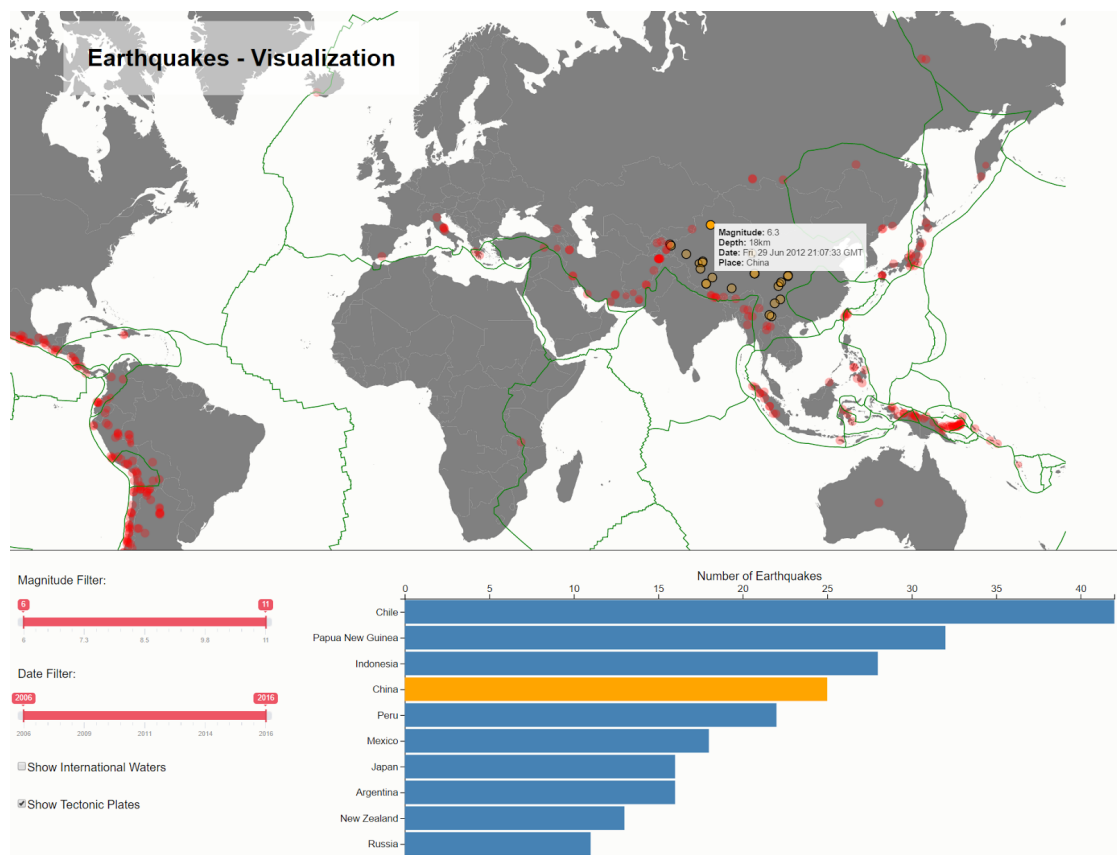 Earthquakes - Visualization
Magnitude: 6.3
Depth: 18km
Date: Fri, 29 Jun 2012 21:07:33 GMT
Place: China
Magnitude Filter:
6 11
6 7.3 8.5 9.8 11
Date Filter:
2006 2016
2006 2009 2011 2014 2016
Show International Waters
Show Tectonic Plates
Number of Earthquakes
0 5 10 15 20 25 30 35 40
Chile
Papua New Guinea
Indonesia
China
Peru
Mexico
Japan
Argentina
New Zealand
Russia